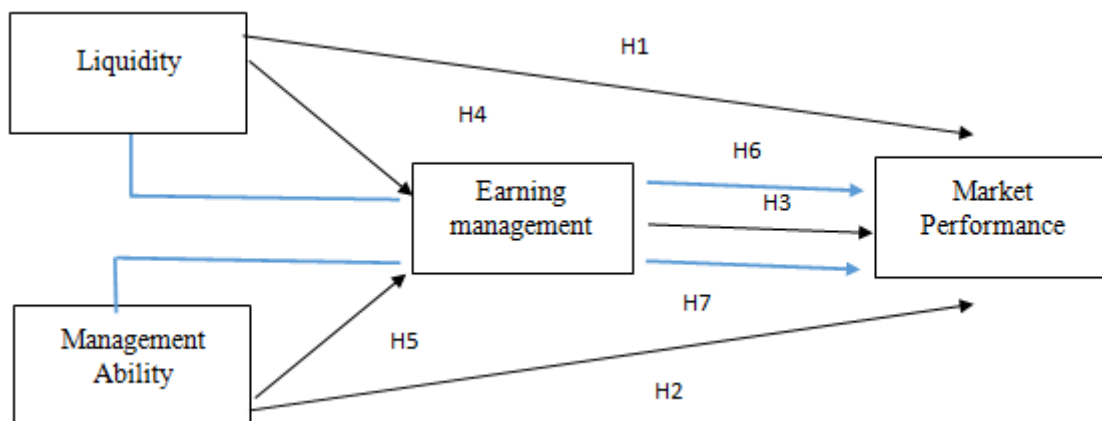 Liquidity
H1
H4
H6
Earning
management
H3
Market
Performance
H7
Management
Ability
H5
H2